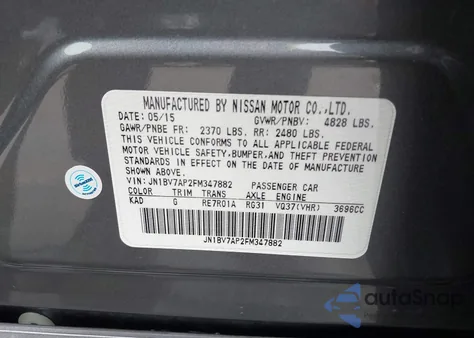 MANUFACTURED BY NISSAN MOTOR CO.,LTD.
DATE: 05/15 GVWR/PNBV: 4828 LBS.
GAWR/PNBE FR: 2370 LBS. RR: 2480 LBS.
THIS VEHICLE CONFORMS TO ALL APPLICABLE FEDERAL
MOTOR VEHICLE SAFETY,BUMPER,AND THEFT PREVENTION
STANDARDS IN EFFECT ON THE DATE OF MANUFACTURE
SHOWN ABOVE.
VIN: JN1BV7AP2FM347882 PASSENGER CAR
COLOR TRIM TRANS AXLE ENGINE
KAD G RE7R01A RG31 VQ37(VHR) 3696CC
JN1BV7AP2FM347882
autoSnap